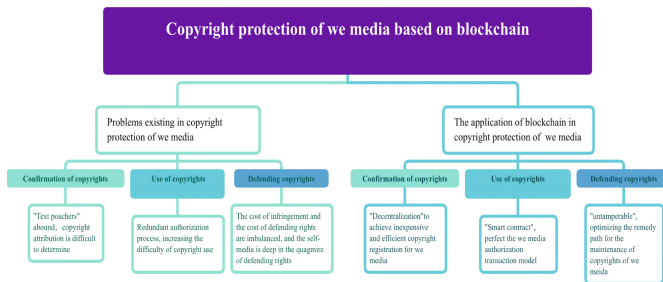 Copyright protection of we media based on blockchain
Problems existing in copyright
protection of we media
The application of blockchain in
copyright protection of we media
Confirmation of copyrights
Use of copyrights
Defending copyrights
Confirmation of copyrights
Use of copyrights
Defending copyrights
"Text poachers"
abound, copyright
attribution is difficult
to determine
Redundant authorization
process, increasing the
difficulty of copyright use
The cost of infringement and
the cost of defending rights
are imbalanced, and the self-
media is deep in the quagmire
of defending rights
"Decentralization"to
achieve inexpensive
and efficient copyright
registration for we
media
"Smart contract",
perfect the we media
authorization
transaction model
"untamperable",
optimizing the remedy
path for the
maintenance of
copyrights of we
meida